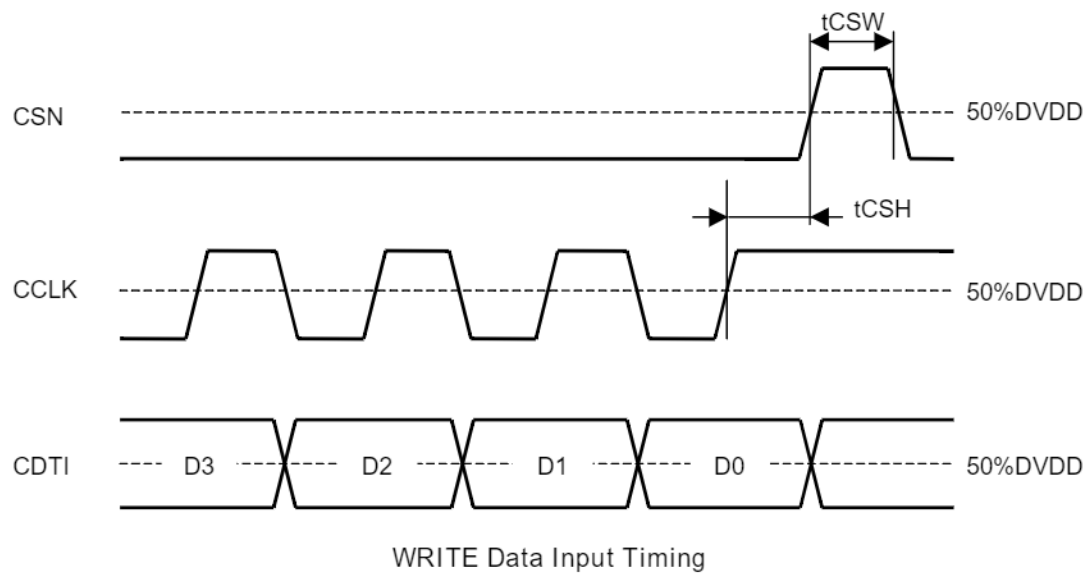 tCSW
CSN
50%DVDD
tCSH
CCLK
50%DVDD
CDTI
D3
D2
D1
D0
50%DVDD
WRITE Data Input Timing